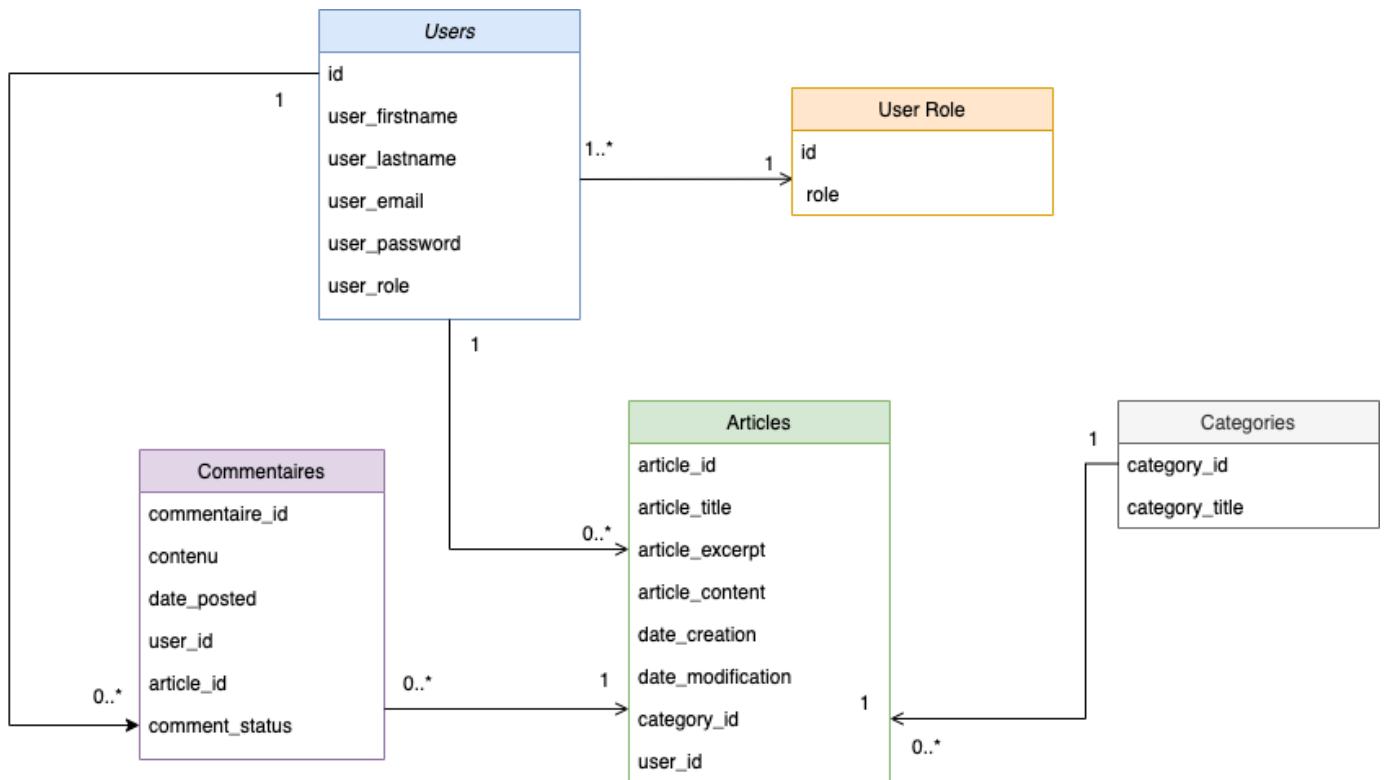 Users
id
user_firstname
user_lastname
user_email
user_password
user_role
1
1..*
1
User Role
id
role
1
Commentaires
commentaire_id
contenu
date_posted
user_id
article_id
comment_status
0..*
0..*
1
0..*
Articles
article_id
article_title
article_excerpt
article_content
date_creation
date_modification
category_id
user_id
1
0..*
1
Categories
category_id
category_title